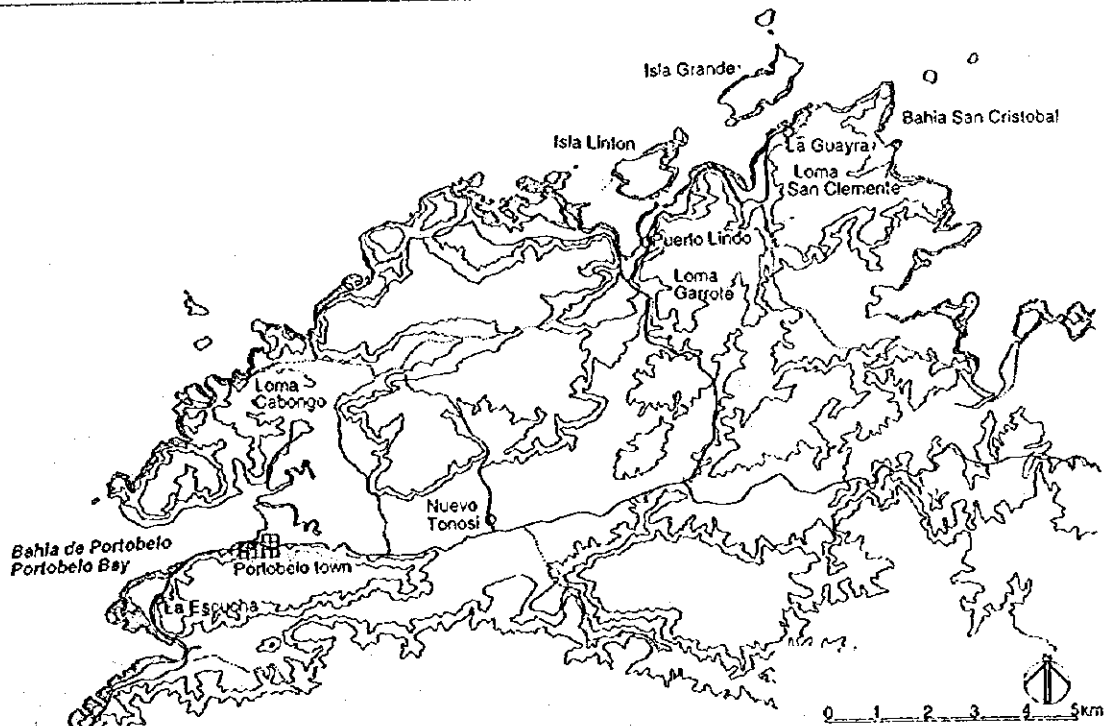 Isla Grande
Bahia San Cristobal
La Guayra
Isla Linton
Loma
San Clemente
Puerto Lindo
Loma
Garrote
Loma
Cabongo
Nuevo
Tonosi
Bahia de Portobelo
Portobelo Bay
Portobelo town
La Escucha
0 1 2 3 4 5km